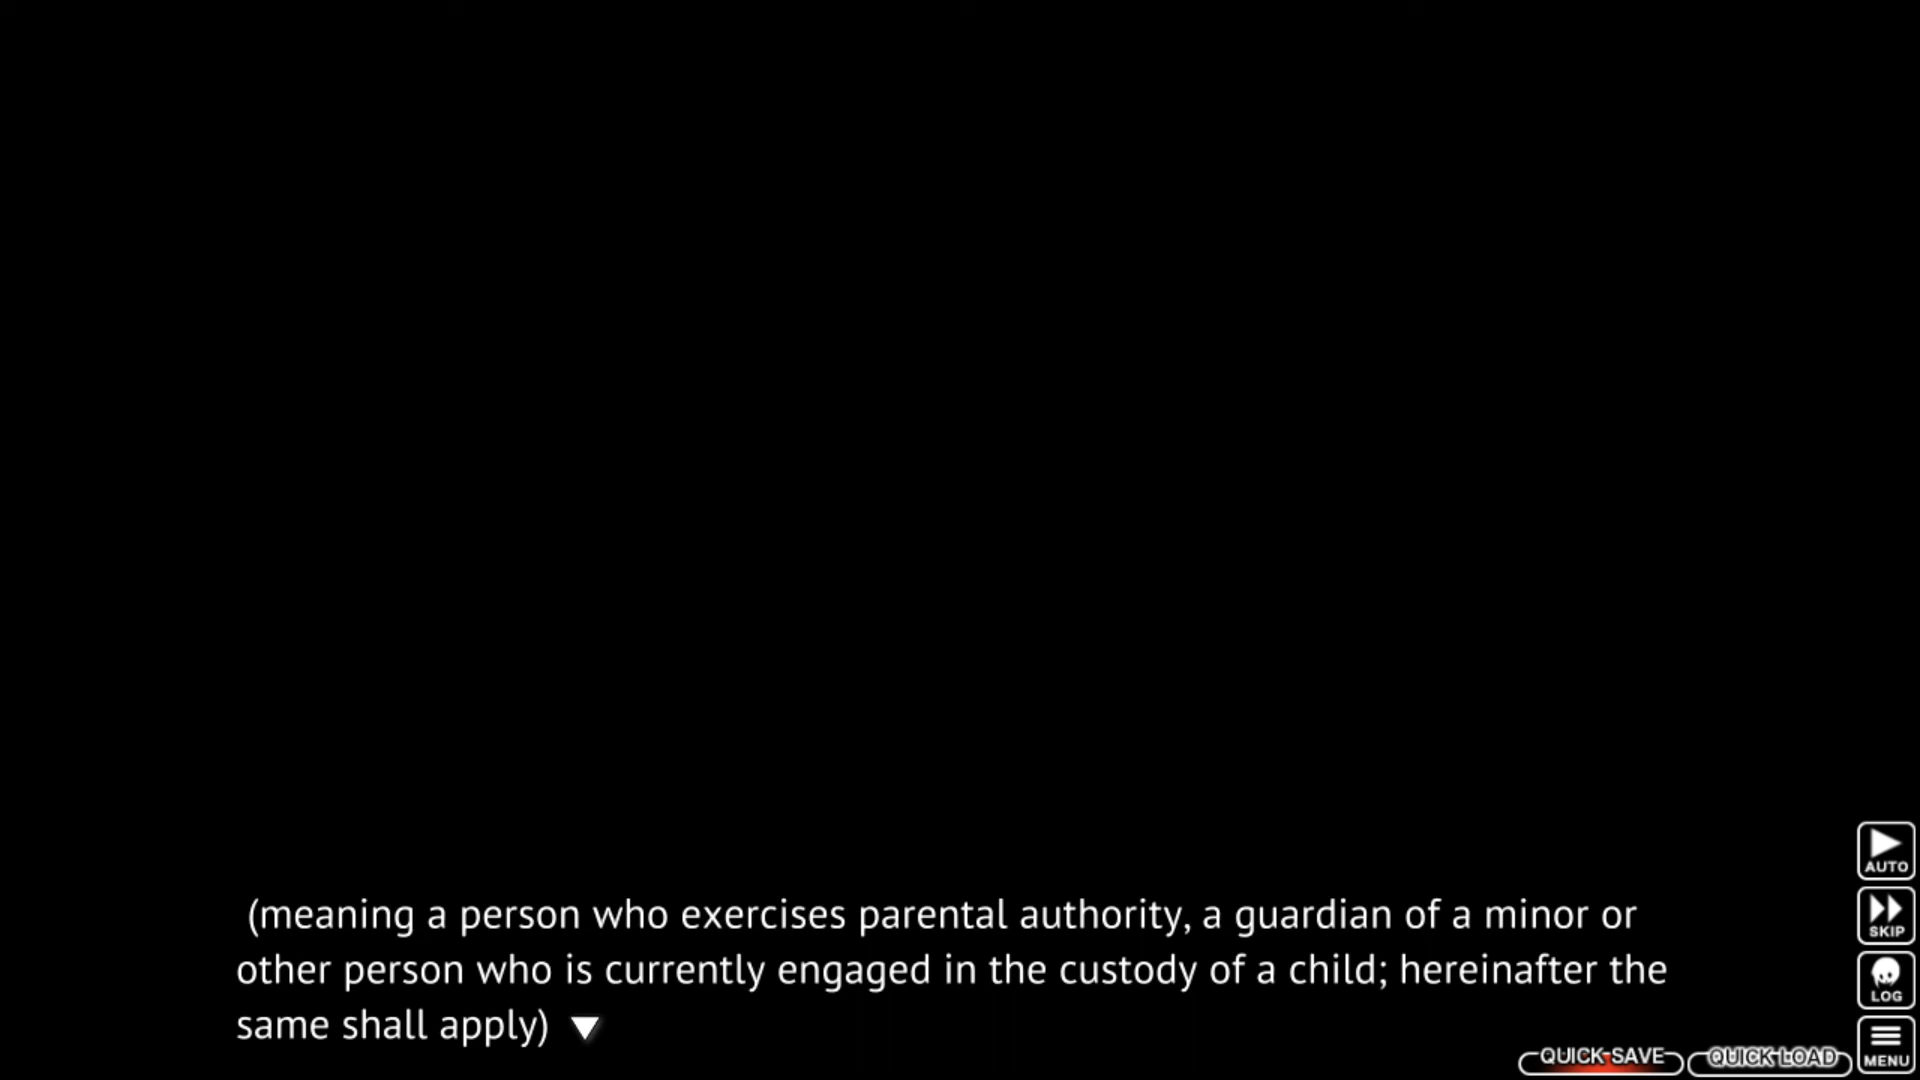 (meaning a person who exercises parental authority, a guardian of a minor or
other person who is currently engaged in the custody of a child; hereinafter the
same shall apply)
AUTO
SKIP
LOG
MENU
QUICK SAVE
QUICK LOAD